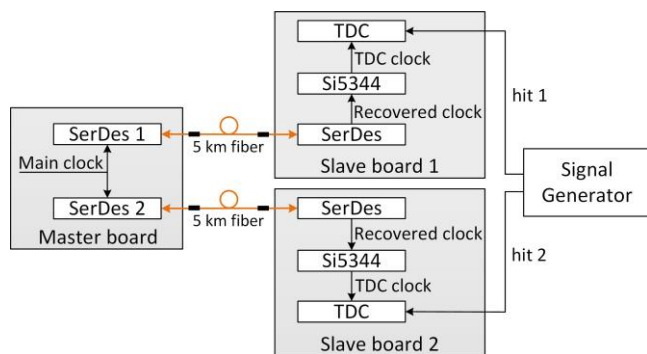 TDC
TDC clock
Si5344
Recovered clock
SerDes
Slave board 1
hit 1
SerDes 1
Main clock
SerDes 2
Master board
5 km fiber
5 km fiber
Signal
Generator
SerDes
Recovered clock
Si5344
TDC clock
TDC
Slave board 2
hit 2